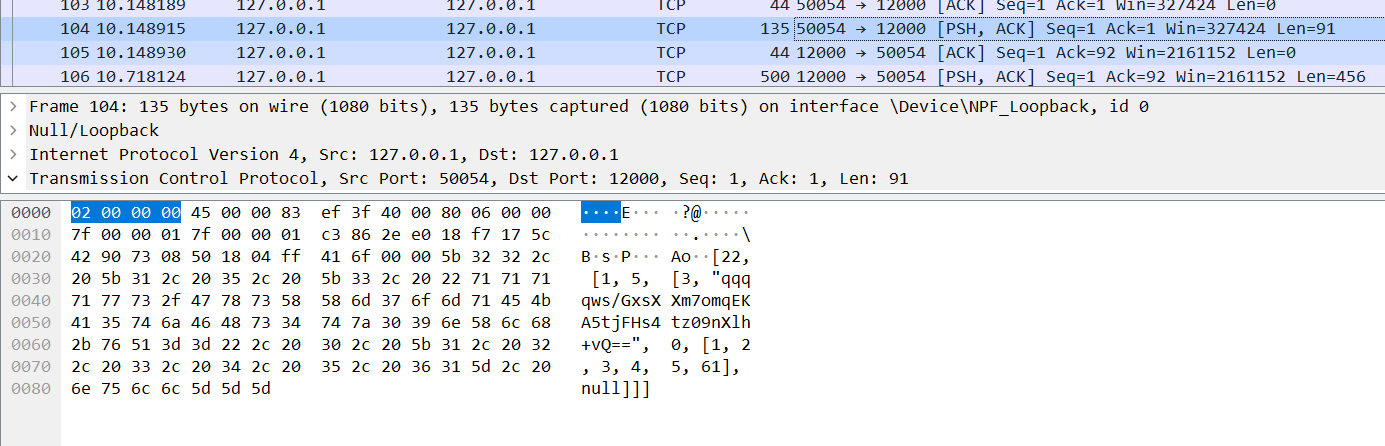 103 10.148189 127.0.0.1 127.0.0.1 TCP 44 50054 → 12000 [ACK] Seq=1 Ack=1 Win=327424 Len=0
104 10.148915 127.0.0.1 127.0.0.1 TCP 135 50054 → 12000 [PSH, ACK] Seq=1 Ack=1 Win=327424 Len=91
105 10.148930 127.0.0.1 127.0.0.1 TCP 44 12000 → 50054 [ACK] Seq=1 Ack=92 Win=2161152 Len=0
106 10.718124 127.0.0.1 127.0.0.1 TCP 500 12000 → 50054 [PSH, ACK] Seq=1 Ack=92 Win=2161152 Len=456
Frame 104: 135 bytes on wire (1080 bits), 135 bytes captured (1080 bits) on interface \Device\NPF_Loopback, id 0
Null/Loopback
Internet Protocol Version 4, Src: 127.0.0.1, Dst: 127.0.0.1
Transmission Control Protocol, Src Port: 50054, Dst Port: 12000, Seq: 1, Ack: 1, Len: 91
0000 02 00 00 00 45 00 00 83 ef 3f 40 00 80 06 00 00 ····E··· ·?@·····
0010 7f 00 00 01 7f 00 00 01 c3 86 2e e0 18 f7 17 5c ········ ··.····\
0020 42 90 73 08 50 18 04 ff 41 6f 00 00 5b 32 32 2c B·s·P··· Ao··[22,
0030 20 5b 31 2c 20 35 2c 20 5b 33 2c 20 22 71 71 71 [1, 5, [3, "qqq
0040 71 77 73 2f 47 78 73 58 58 6d 37 6f 6d 71 45 4b qws/GxsX Xm7omqEK
0050 41 35 74 6a 46 48 73 34 74 7a 30 39 6e 58 6c 68 A5tjFHs4 tz09nXlh
0060 2b 76 51 3d 3d 22 2c 20 30 2c 20 5b 31 2c 20 32 +vQ==", 0, [1, 2
0070 2c 20 33 2c 20 34 2c 20 35 2c 20 36 31 5d 2c 20 , 3, 4, 5, 61],
0080 6e 75 6c 6c 5d 5d 5d null]]]